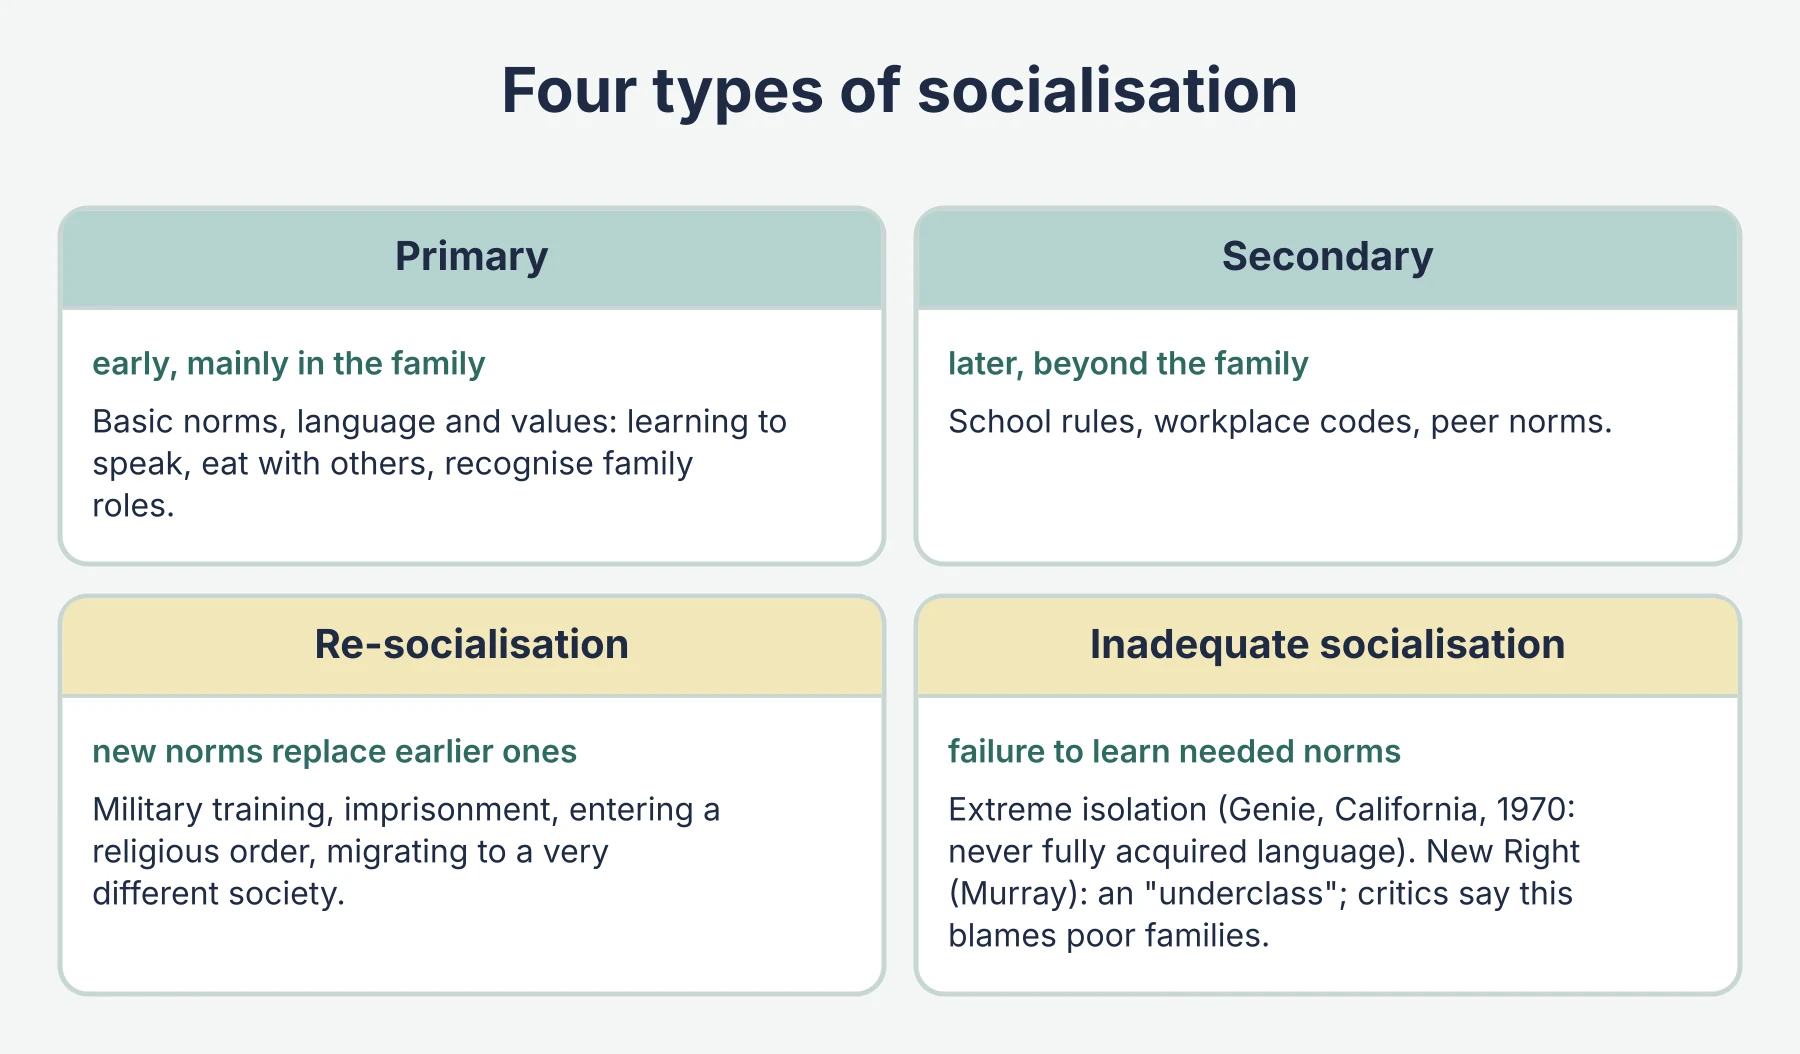 Four types of socialisation
Primary
early, mainly in the family
Basic norms, language and values: learning to
speak, eat with others, recognise family
roles.
Secondary
later, beyond the family
School rules, workplace codes, peer norms.
Re-socialisation
new norms replace earlier ones
Military training, imprisonment, entering a
religious order, migrating to a very
different society.
Inadequate socialisation
failure to learn needed norms
Extreme isolation (Genie, California, 1970:
never fully acquired language). New Right
(Murray): an "underclass"; critics say this
blames poor families.